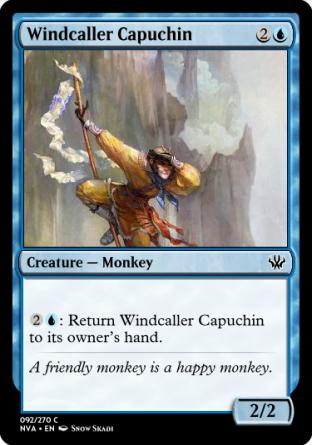 Windcaller Capuchin 2
Creature — Monkey
2: Return Windcaller Capuchin
to its owner's hand.
A friendly monkey is a happy monkey.
2/2
092/270 C
NVA • EN Snow Skadi